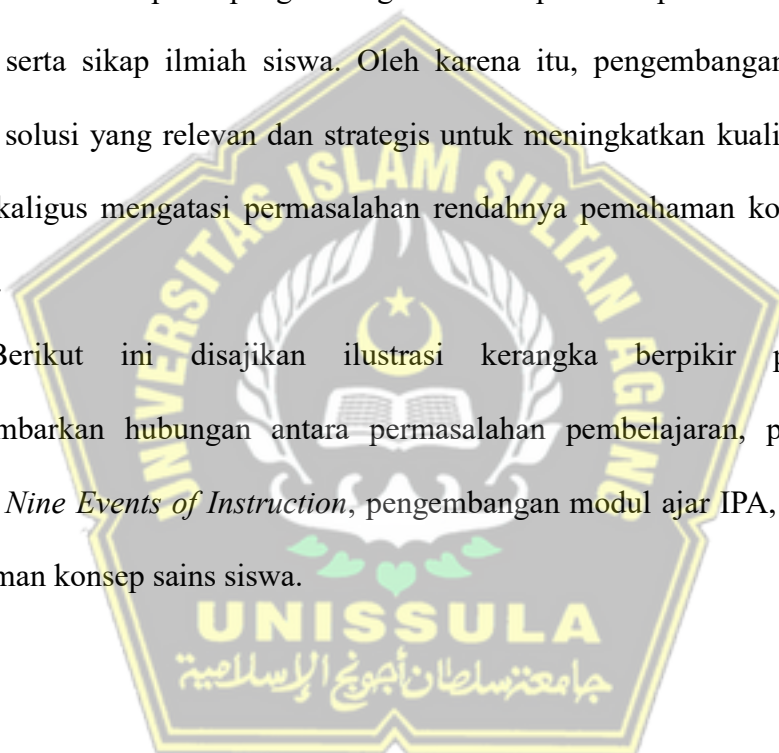 serta sikap ilmiah siswa. Oleh karena itu, pengembangan
solusi yang relevan dan strategis untuk meningkatkan kuali
kaligus mengatasi permasalahan rendahnya pemahaman ko
Berikut ini disajikan ilustrasi kerangka berpikir p
mbarkan hubungan antara permasalahan pembelajaran, p
Nine Events of Instruction, pengembangan modul ajar IPA,
man konsep sains siswa.
UNIVERSITAS ISLAM SULTAN AGUNG
UNISSULA
جامعة سلطان أجونج الإسلامية